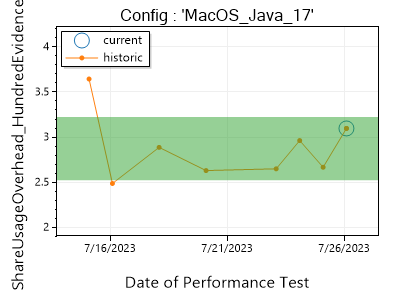 Config : 'MacOS_Java_17'
current
historic
4
3.5
3
2.5
2
7/16/2023
7/21/2023
7/26/2023
Date of Performance Test
ShareUsageOverhead_HundredEvidence